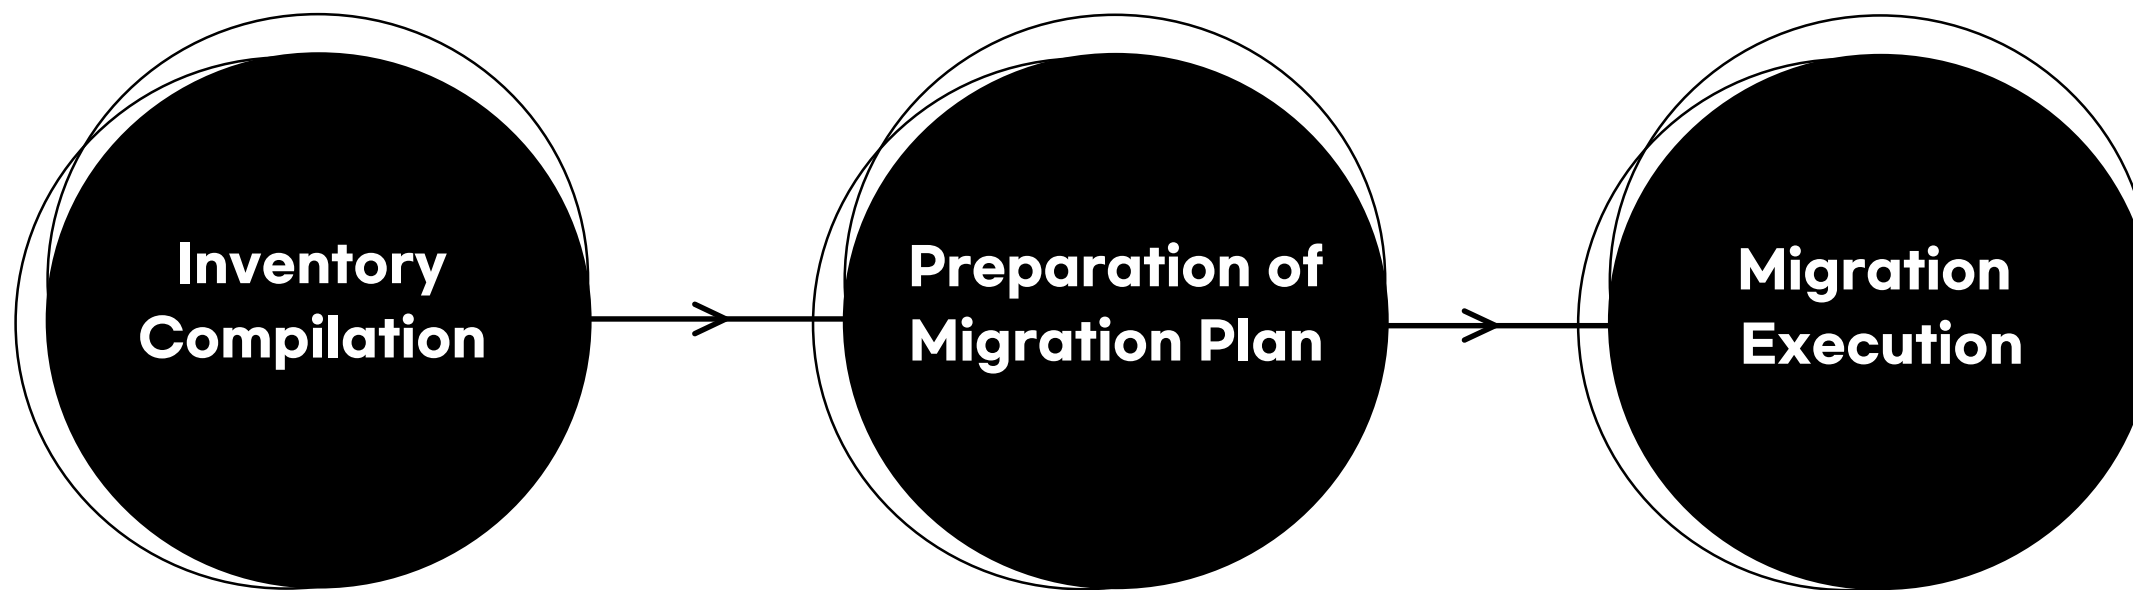 Inventory
Compilation
Preparation of
Migration Plan
Migration
Execution